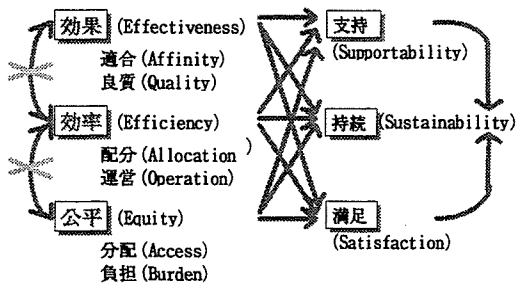 効果 (Effectiveness)
適合 (Affinity)
良質 (Quality)
効率 (Efficiency)
配分 (Allocation)
運営 (Operation)
公平 (Equity)
分配 (Access)
負担 (Burden)
支持
(Supportability)
持続 (Sustainability)
満足
(Satisfaction)